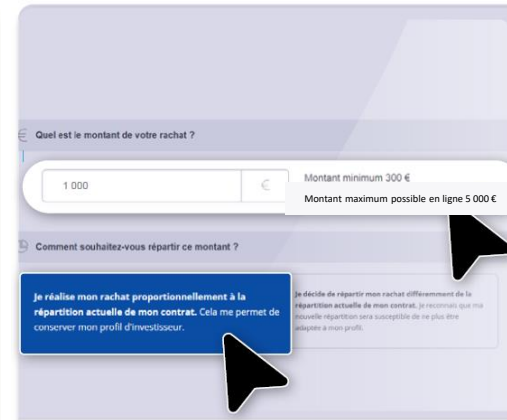 Quel est le montant de votre rachat ?
1 000
€
Montant minimum 300 €
Montant maximum possible en ligne 5 000 €
Comment souhaitez-vous répartir ce montant ?
Je réalise mon rachat proportionnellement à la
répartition actuelle de mon contrat. Cela me permet de
conserver mon profil d'investisseur.
Je décide de répartir mon rachat différemment de la
répartition actuelle de mon contrat. Je reconnais que ma
nouvelle répartition sera susceptible de ne plus être
adaptée à mon profil.